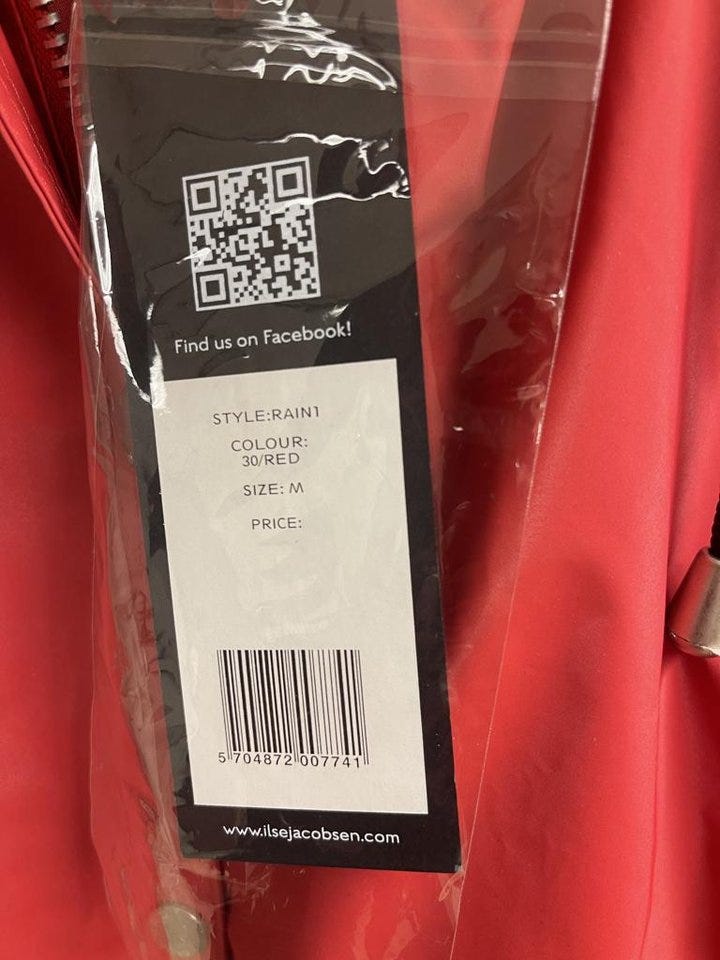 Find us on Facebook!
STYLE:RAIN1
COLOUR:
30/RED
SIZE: M
PRICE:
5 704872 007741
www.ilsejacobsen.com